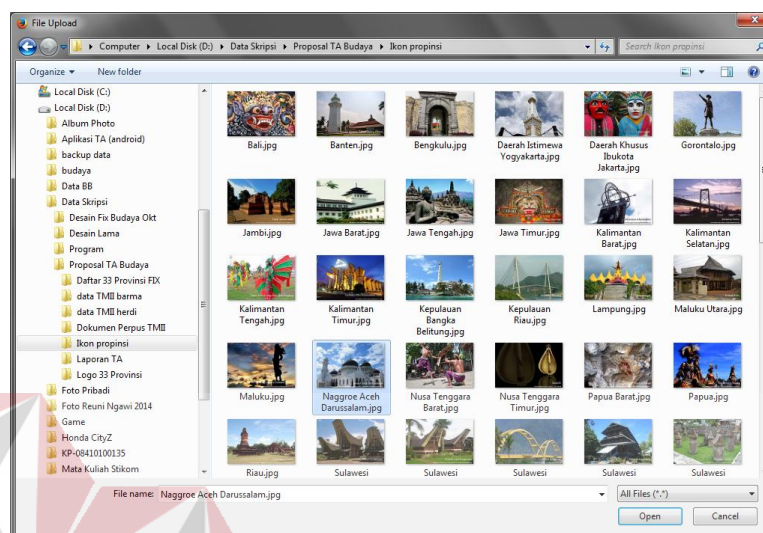 File Upload
Computer Local Disk (D:) Data Skripsi Proposal TA Budaya Ikon propinsi
Search Ikon propinsi
Organize
New folder
Local Disk (C:)
Local Disk (D:)
Album Photo
Aplikasi TA (android)
backup data
budaya
Data BB
Data Skripsi
Desain Fix Budaya Okt
Desain Lama
Program
Proposal TA Budaya
Daftar 33 Provinsi FIX
data TMII barma
data TMII herdi
Dokumen Perpus TMII
Ikon propinsi
Laporan TA
Logo 33 Provinsi
Foto Pribadi
Foto Reuni Ngawi 2014
Game
Honda CityZ
KP-08410100135
Mata Kuliah Stikom
Bali.jpg
Banten.jpg
Bengkulu.jpg
Daerah Istimewa
Yogyakarta.jpg
Daerah Khusus
Ibukota
Jakarta.jpg
Gorontalo.jpg
Jambi.jpg
Jawa Barat.jpg
Jawa Tengah.jpg
Jawa Timur.jpg
Kalimantan
Barat.jpg
Kalimantan
Selatan.jpg
Kalimantan
Tengah.jpg
Kalimantan
Timur.jpg
Kepulauan
Bangka
Belitung.jpg
Kepulauan
Riau.jpg
Lampung.jpg
Maluku Utara.jpg
Maluku.jpg
Naggroe Aceh
Darussalam.jpg
Nusa Tenggara
Barat.jpg
Nusa Tenggara
Timur.jpg
Papua Barat.jpg
Papua.jpg
Riau.jpg
Sulawesi
Sulawesi
Sulawesi
Sulawesi
Sulawesi
File name: Naggroe Aceh Darussalam.jpg
All Files (*.*)
Open
Cancel